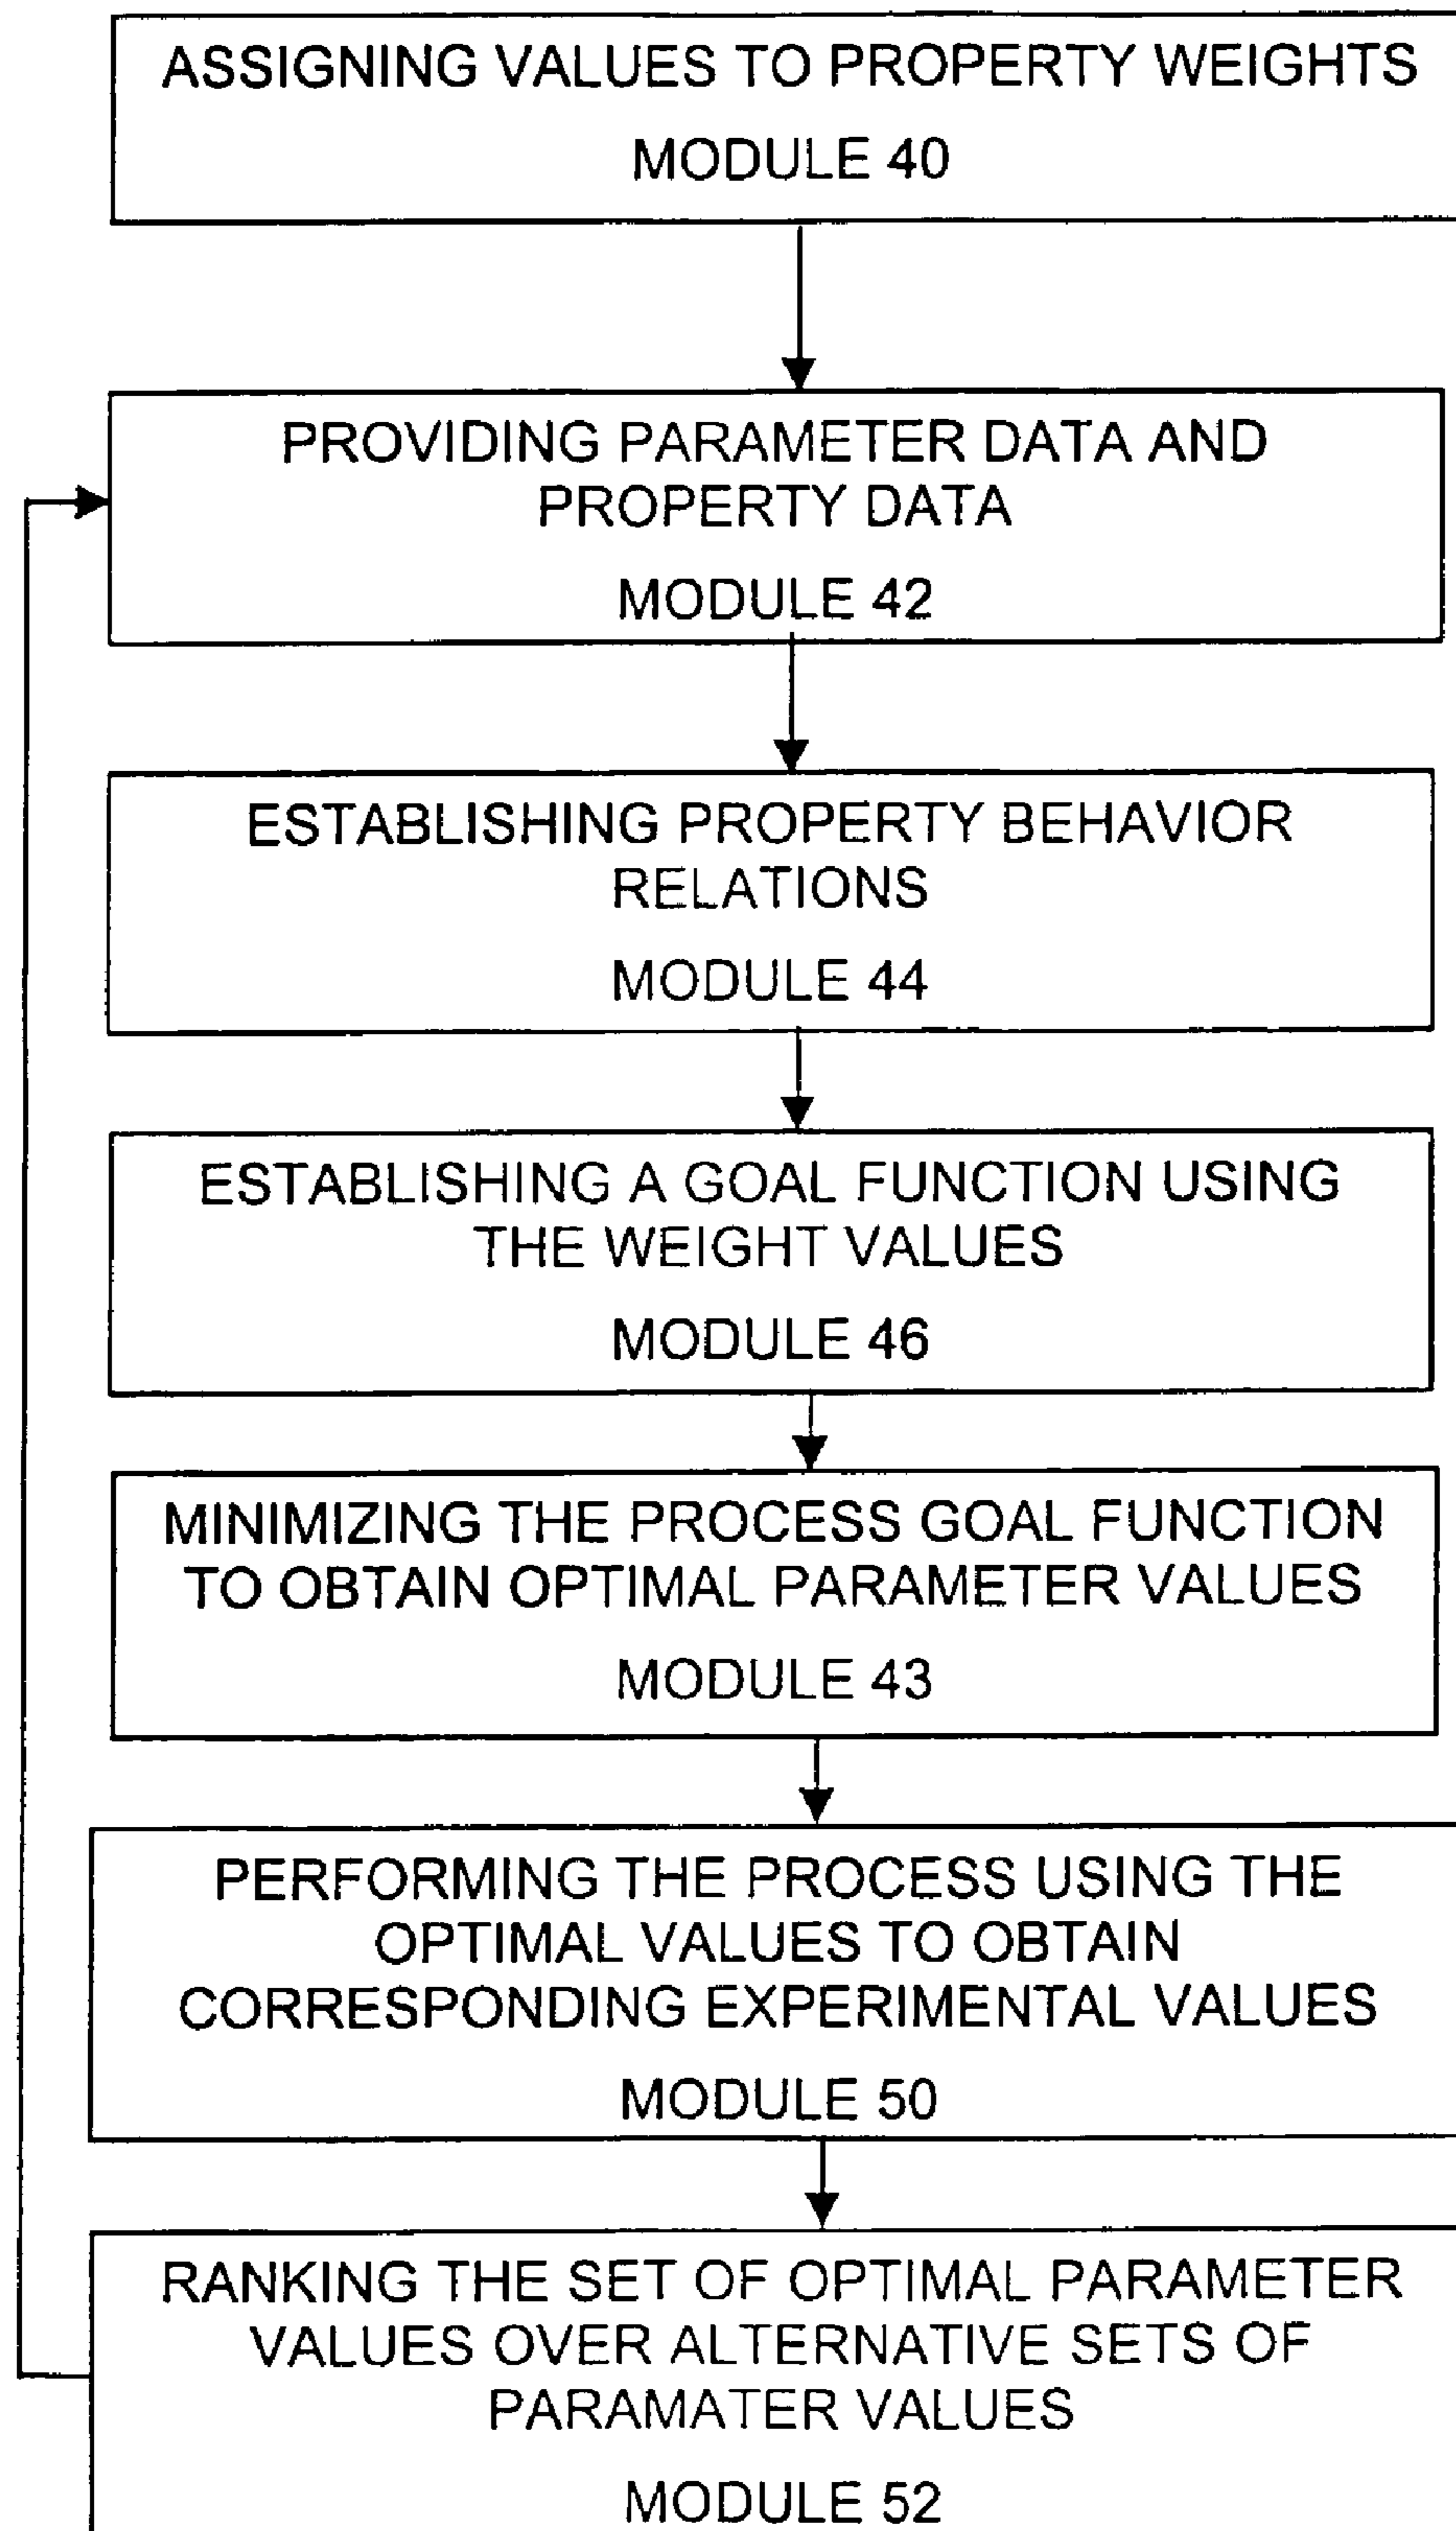 ASSIGNING VALUES TO PROPERTY WEIGHTS
MODULE 40
PROVIDING PARAMETER DATA AND
PROPERTY DATA
MODULE 42
ESTABLISHING PROPERTY BEHAVIOR
RELATIONS
MODULE 44
ESTABLISHING A GOAL FUNCTION USING
THE WEIGHT VALUES
MODULE 46
MINIMIZING THE PROCESS GOAL FUNCTION
TO OBTAIN OPTIMAL PARAMETER VALUES
MODULE 43
PERFORMING THE PROCESS USING THE
OPTIMAL VALUES TO OBTAIN
CORRESPONDING EXPERIMENTAL VALUES
MODULE 50
RANKING THE SET OF OPTIMAL PARAMETER
VALUES OVER ALTERNATIVE SETS OF
PARAMATER VALUES
MODULE 52